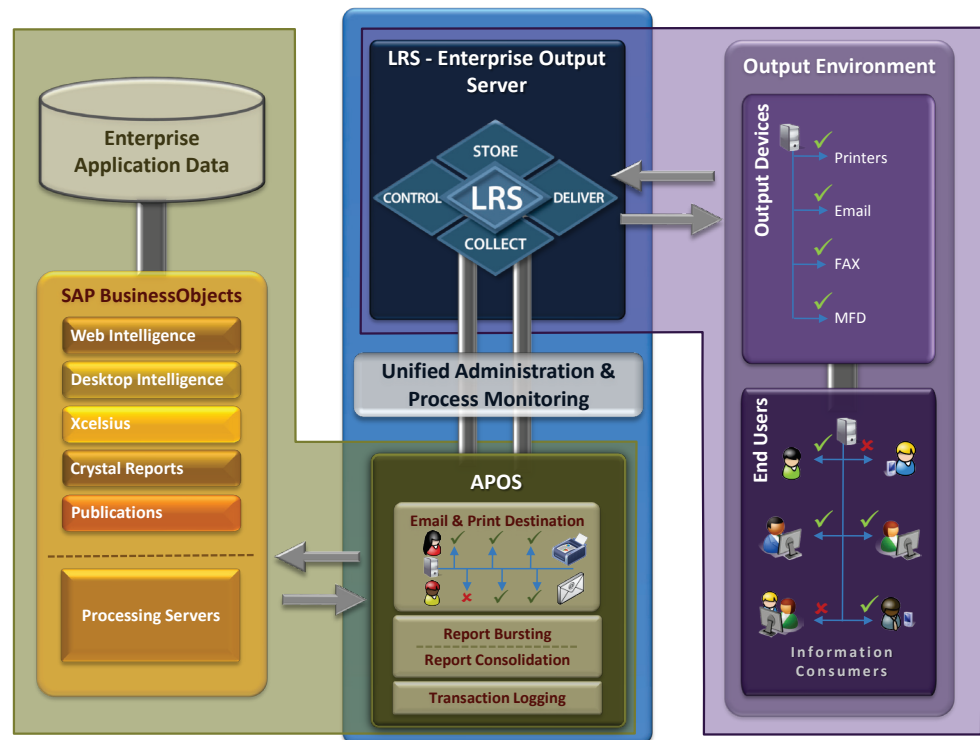 Enterprise
Application Data
SAP BusinessObjects
Web Intelligence
Desktop Intelligence
Xcelsius
Crystal Reports
Publications
Processing Servers
LRS - Enterprise Output
Server
STORE
CONTROL
LRS
DELIVER
COLLECT
Unified Administration &
Process Monitoring
APOS
Email & Print Destination
Report Bursting
Report Consolidation
Transaction Logging
Output Environment
Output Devices
Printers
Email
FAX
MFD
End Users
Information
Consumers